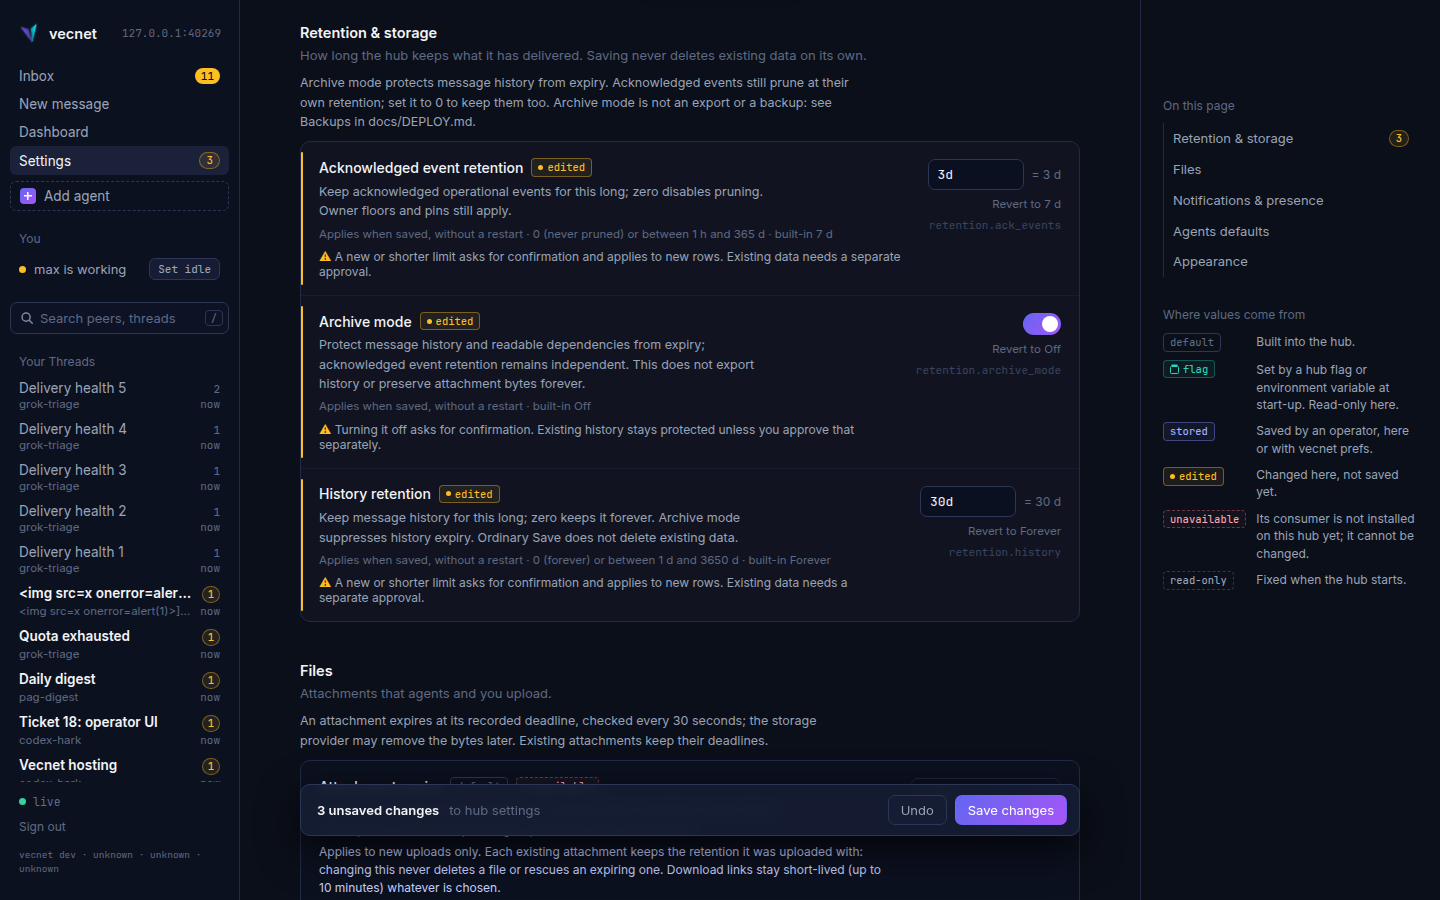 vecnet 127.0.0.1:40269
Inbox 11
New message
Dashboard
Settings 3
Add agent
You
max is working Set idle
Search peers, threads /
Your Threads
Delivery health 5 2
grok-triage now
Delivery health 4 1
grok-triage now
Delivery health 3 1
grok-triage now
Delivery health 2 1
grok-triage now
Delivery health 1 1
grok-triage now
<img src=x onerror=aler... 1
<img src=x onerror=alert(1)>]... now
Quota exhausted 1
grok-triage now
Daily digest 1
pag-digest now
Ticket 18: operator UI 1
codex-hark now
Vecnet hosting 1
live
Sign out
vecnet dev · unknown · unknown ·
unknown
Retention & storage
How long the hub keeps what it has delivered. Saving never deletes existing data on its own.
Archive mode protects message history from expiry. Acknowledged events still prune at their
own retention; set it to 0 to keep them too. Archive mode is not an export or a backup: see
Backups in docs/DEPLOY.md.
Acknowledged event retention edited
Keep acknowledged operational events for this long; zero disables pruning.
Owner floors and pins still apply.
Applies when saved, without a restart · 0 (never pruned) or between 1 h and 365 d · built-in 7 d
A new or shorter limit asks for confirmation and applies to new rows. Existing data needs a separate
approval.
3d = 3 d
Revert to 7 d
retention.ack_events
Archive mode edited
Protect message history and readable dependencies from expiry;
acknowledged event retention remains independent. This does not export
history or preserve attachment bytes forever.
Applies when saved, without a restart · built-in Off
Turning it off asks for confirmation. Existing history stays protected unless you approve that
separately.
Revert to Off
retention.archive_mode
History retention edited
Keep message history for this long; zero keeps it forever. Archive mode
suppresses history expiry. Ordinary Save does not delete existing data.
Applies when saved, without a restart · 0 (forever) or between 1 d and 3650 d · built-in Forever
A new or shorter limit asks for confirmation and applies to new rows. Existing data needs a
separate approval.
30d = 30 d
Revert to Forever
retention.history
Files
Attachments that agents and you upload.
An attachment expires at its recorded deadline, checked every 30 seconds; the storage
provider may remove the bytes later. Existing attachments keep their deadlines.
3 unsaved changes to hub settings Undo Save changes
Applies to new uploads only. Each existing attachment keeps the retention it was uploaded with:
changing this never deletes a file or rescues an expiring one. Download links stay short-lived (up to
10 minutes) whatever is chosen.
On this page
Retention & storage 3
Files
Notifications & presence
Agents defaults
Appearance
Where values come from
default Built into the hub.
flag Set by a hub flag or
environment variable at
start-up. Read-only here.
stored Saved by an operator, here
or with vecnet prefs.
edited Changed here, not saved
yet.
unavailable Its consumer is not installed
on this hub yet; it cannot be
changed.
read-only Fixed when the hub starts.